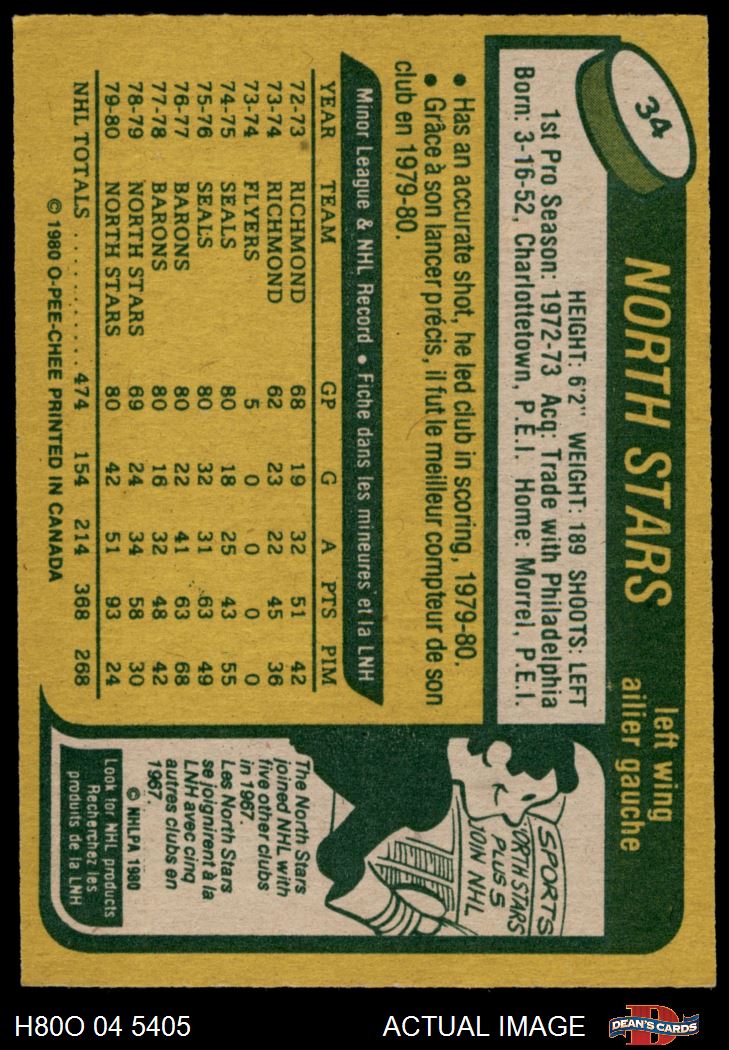 34
NORTH STARS
left wing
ailier gauche
HEIGHT: 6'2" WEIGHT: 189 SHOOTS: LEFT
1st Pro Season: 1972-73 Acq: Trade with Philadelphia
Born: 3-16-52, Charlottetown, P.E.I. Home: Morrel, P.E.I.
• Has an accurate shot, he led club in scoring, 1979-80.
• Grâce à son lancer précis, il fut le meilleur compteur de son
club en 1979-80.
Minor League & NHL Record • Fiche dans les mineures et la LNH
YEAR TEAM GP G A PTS PIM
72-73 RICHMOND 68 19 32 51 42
73-74 RICHMOND 62 23 22 45 36
73-74 FLYERS 5 0 0 0 0
74-75 SEALS 80 18 25 43 55
75-76 SEALS 80 32 31 63 49
76-77 BARONS 80 22 41 63 68
77-78 BARONS 80 16 32 48 42
78-79 NORTH STARS 69 24 34 58 30
79-80 NORTH STARS 80 42 51 93 24
NHL TOTALS ........... 474 154 214 368 268
© 1980 O-PEE-CHEE PRINTED IN CANADA
SPORTS
NORTH STARS
PLUS 5
JOIN NHL
The North Stars
joined NHL with
five other clubs
in 1967.
Les North Stars
se joignirent à la
LNH avec cinq
autres clubs en
1967.
© NHLPA 1980
Look for NHL products
Recherchez les
produits de la LNH
H80O 04 5405
ACTUAL IMAGE
D
DEAN'S CARDS